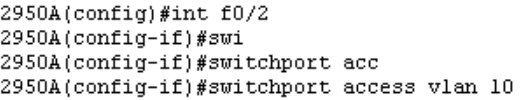 2950A(config)#int f0/2
2950A(config-if)#swi
2950A(config-if)#switchport acc
2950A(config-if)#switchport access vlan 10